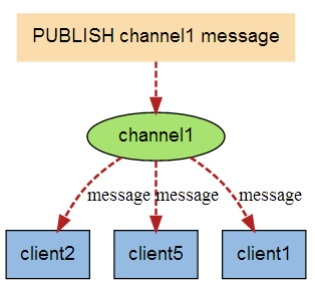 PUBLISH channel1 message
channel1
message message message
client2 client5 client1